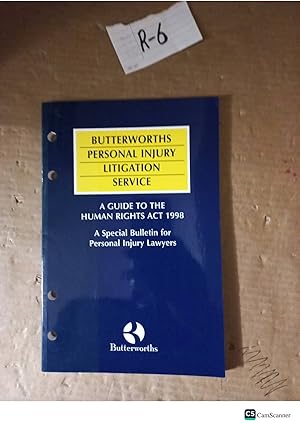 R-6
BUTTERWORTHS
PERSONAL INJURY
LITIGATION
SERVICE
A GUIDE TO THE
HUMAN RIGHTS ACT 1998
A Special Bulletin for
Personal Injury Lawyers
Butterworths
CS CamScanner